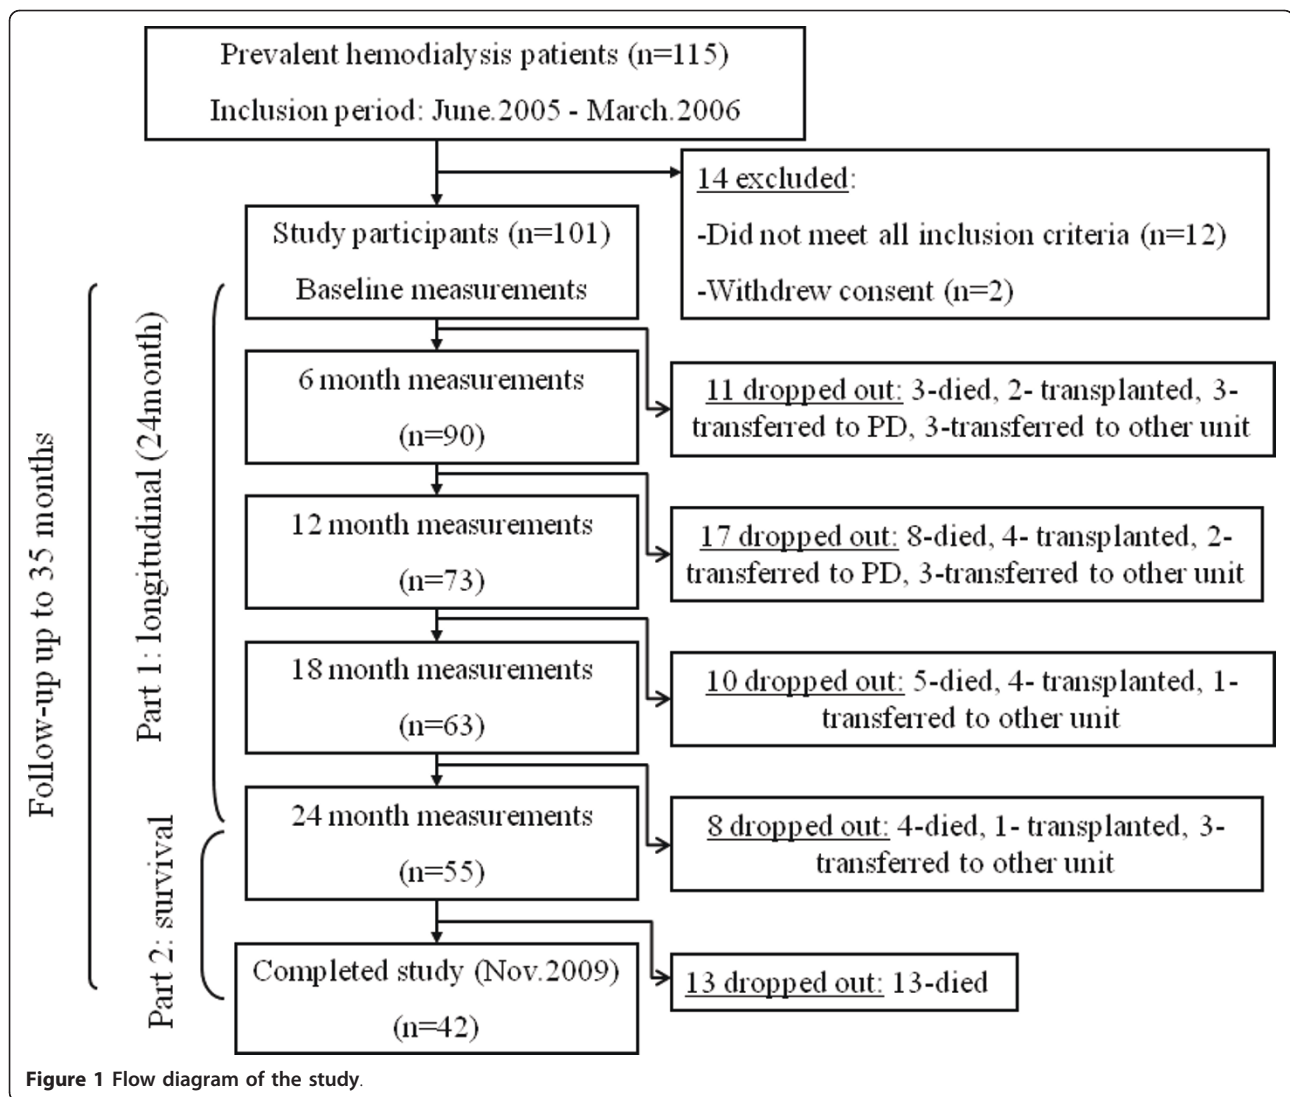 Prevalent hemodialysis patients (n=115)
Inclusion period: June.2005 - March.2006
14 excluded:
-Did not meet all inclusion criteria (n=12)
-Withdrew consent (n=2)
Study participants (n=101)
Baseline measurements
6 month measurements
(n=90)
11 dropped out: 3-died, 2- transplanted, 3-
transferred to PD, 3-transferred to other unit
12 month measurements
(n=73)
17 dropped out: 8-died, 4- transplanted, 2-
transferred to PD, 3-transferred to other unit
18 month measurements
(n=63)
10 dropped out: 5-died, 4- transplanted, 1-
transferred to other unit
24 month measurements
(n=55)
8 dropped out: 4-died, 1- transplanted, 3-
transferred to other unit
Completed study (Nov.2009)
(n=42)
13 dropped out: 13-died
Follow-up up to 35 months
Part 1: longitudinal (24month)
Part 2: survival
Figure 1 Flow diagram of the study.